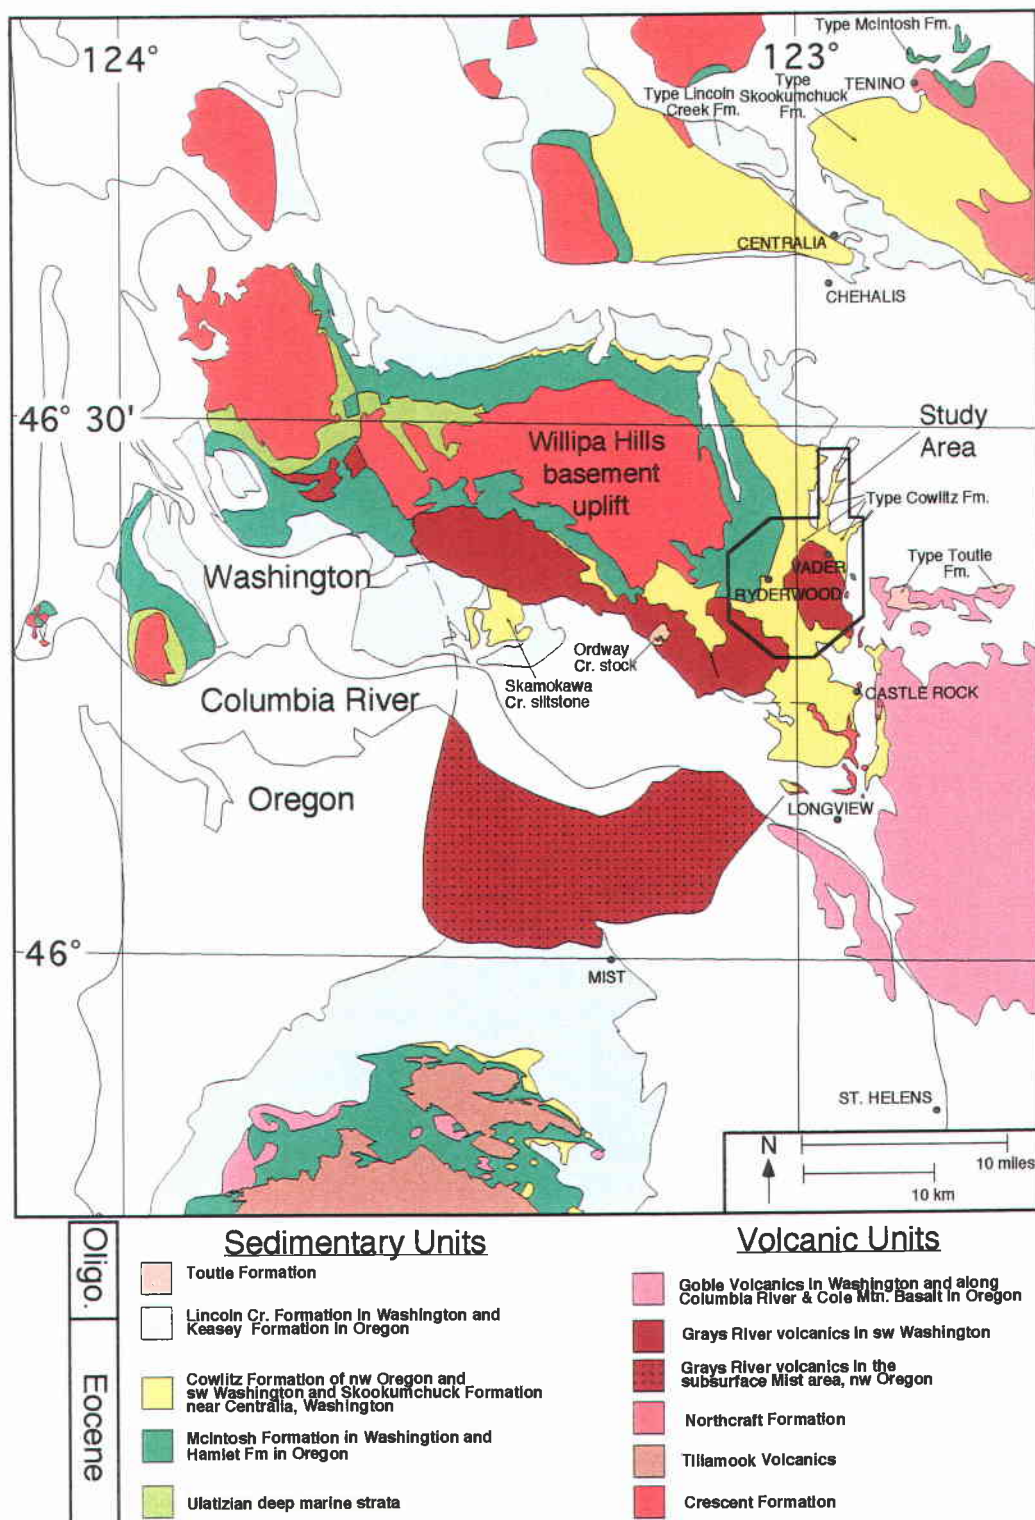 124°
123°
Type McIntosh Fm.
TENINO
Type
Skookumchuck
Fm.
Type Lincoln
Creek Fm.
CENTRALIA
CHEHALIS
46° 30'
Study
Area
Willipa Hills
basement
uplift
Type Cowlitz Fm.
VADER
RYDERWOOD
Type Toutle
Fm.
Washington
Ordway
Cr. stock
Skamokawa
Cr. siltstone
CASTLE ROCK
Columbia River
Oregon
LONGVIEW
46°
MIST
ST. HELENS
N
10 miles
10 km
Oligo.
Eocene
Sedimentary Units
Toutle Formation
Lincoln Cr. Formation in Washington and
Keasey Formation in Oregon
Cowlitz Formation of nw Oregon and
sw Washington and Skookumchuck Formation
near Centralia, Washington
McIntosh Formation in Washingtion and
Hamlet Fm in Oregon
Ulatizian deep marine strata
Volcanic Units
Goble Volcanics in Washington and along
Columbia River & Cole Mtn. Basalt in Oregon
Grays River volcanics in sw Washington
Grays River volcanics in the
subsurface Mist area, nw Oregon
Northcraft Formation
Tillamook Volcanics
Crescent Formation